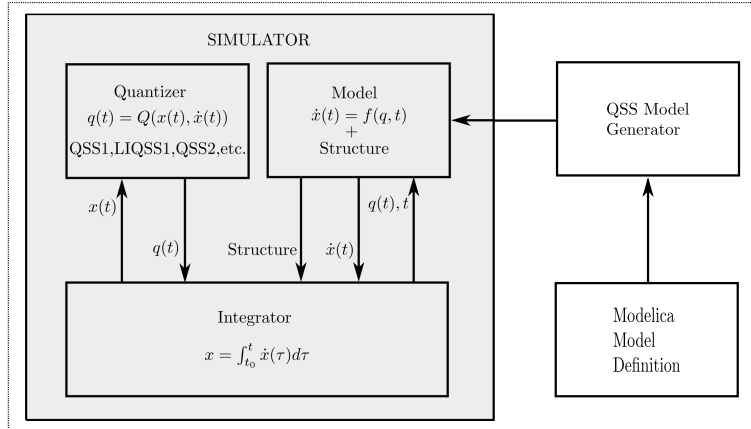 SIMULATOR
Quantizer
q(t) = Q(x(t), ẋ(t))
QSS1,LIQSS1,QSS2,etc.
Model
ẋ(t) = f(q, t)
+
Structure
QSS Model
Generator
x(t)
q(t)
Structure
ẋ(t)
q(t), t
Integrator
x = ∫_{t_0}^{t} ẋ(τ)dτ
Modelica
Model
Definition